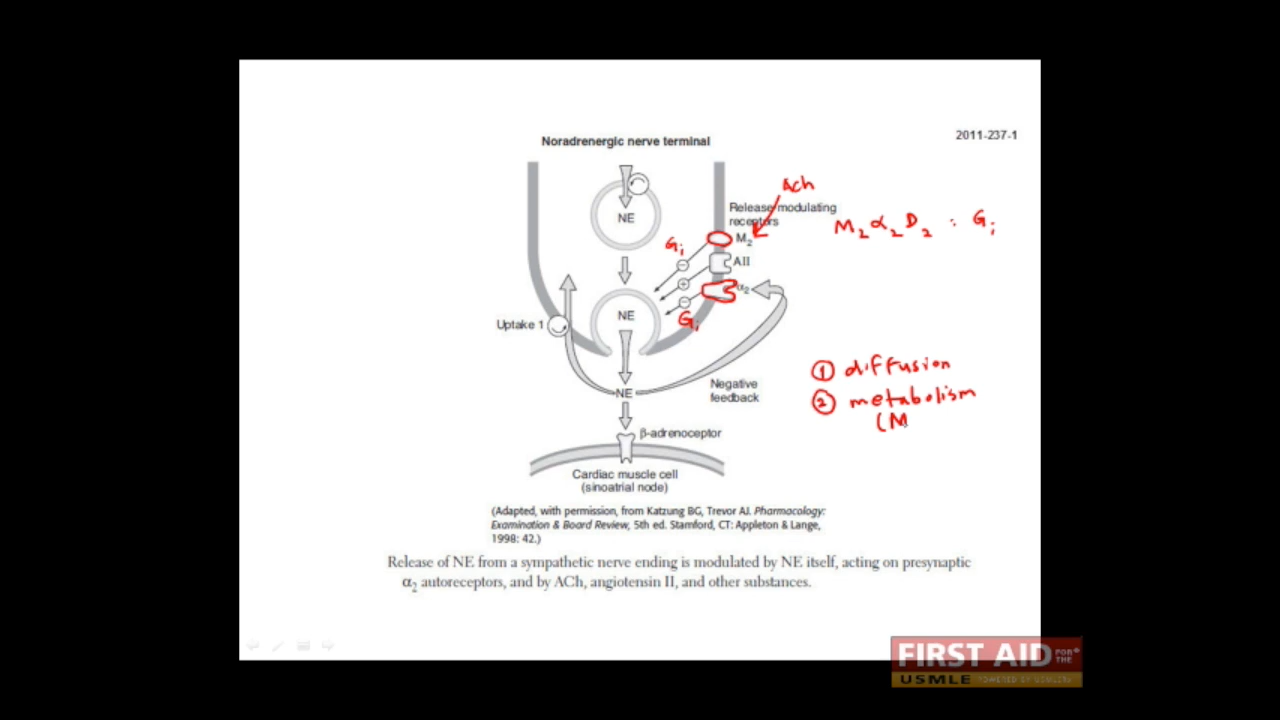 2011-237-1
Noradrenergic nerve terminal
NE
Ach
Release-modulating
receptors
M₂
AII
α₂
Gᵢ
−
+
−
Gᵢ
M₂ α₂ D₂ : Gᵢ
NE
Uptake 1
NE
Negative
feedback
① diffusion
② metabolism
(M
β-adrenoceptor
Cardiac muscle cell
(sinoatrial node)
(Adapted, with permission, from Katzung BG, Trevor AJ. Pharmacology:
Examination & Board Review, 5th ed. Stamford, CT: Appleton & Lange,
1998: 42.)
Release of NE from a sympathetic nerve ending is modulated by NE itself, acting on presynaptic
α₂ autoreceptors, and by ACh, angiotensin II, and other substances.
FIRST AID FOR THE®
USMLE